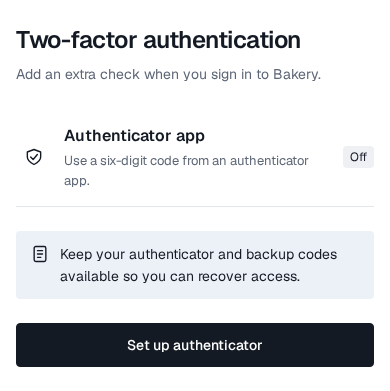 Two-factor authentication
Add an extra check when you sign in to Bakery.
Authenticator app
Use a six-digit code from an authenticator
app.
Off
Keep your authenticator and backup codes
available so you can recover access.
Set up authenticator